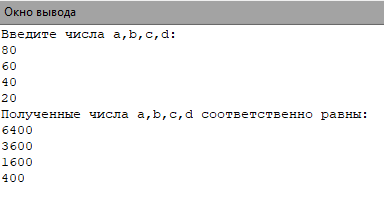 Окно вывода
Введите числа a,b,c,d:
80
60
40
20
Полученные числа a,b,c,d соответственно равны:
6400
3600
1600
400